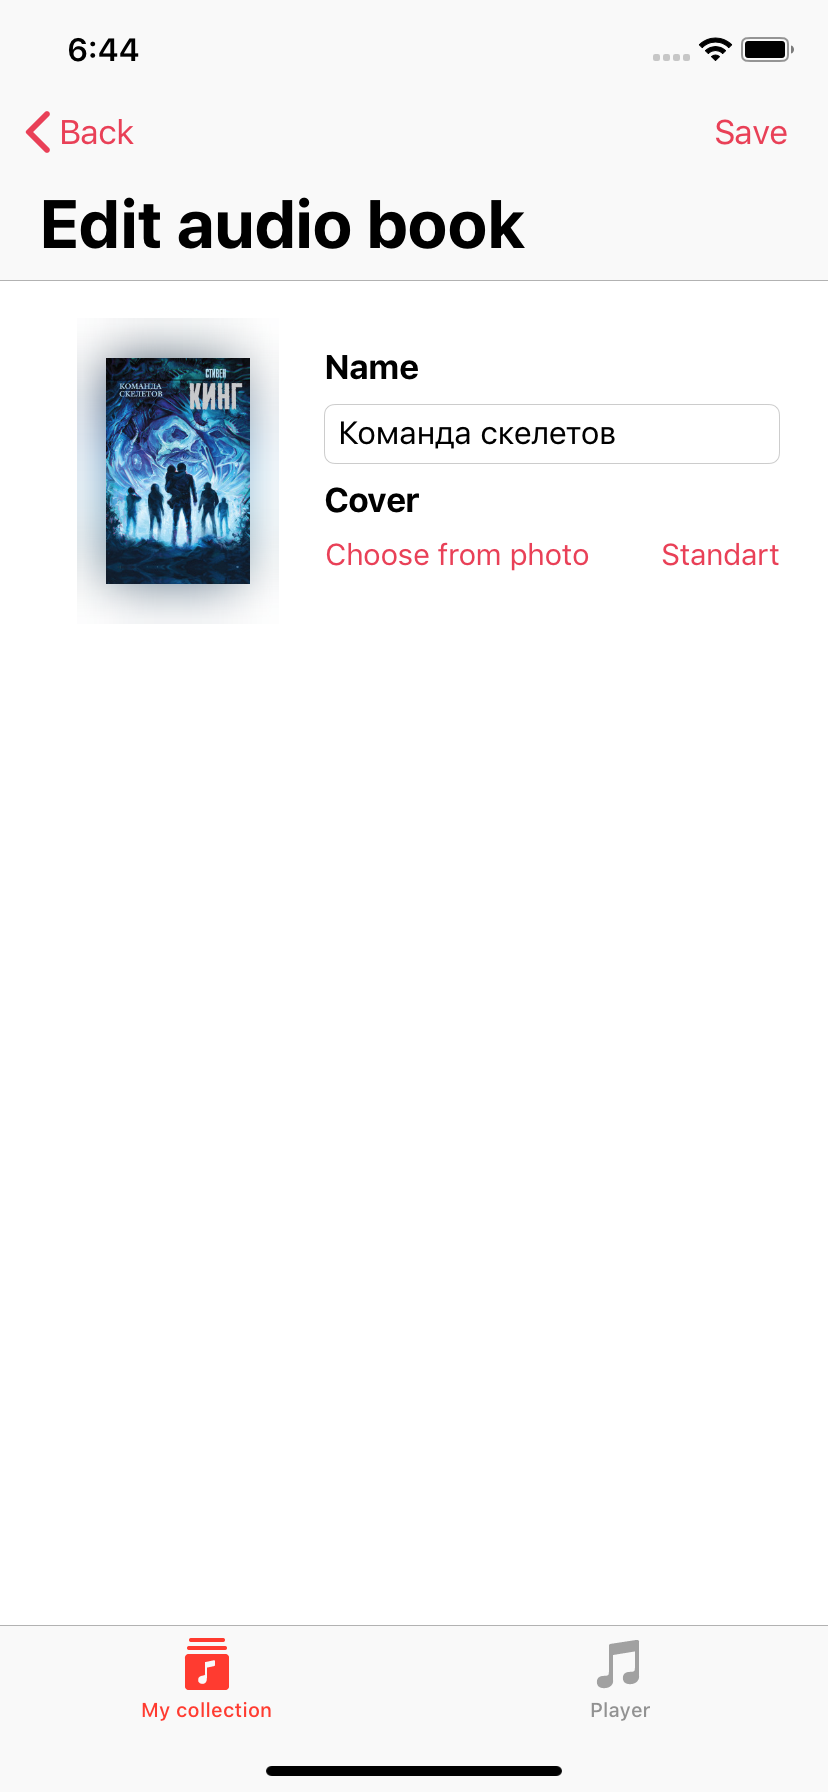 6:44
Back
Save
Edit audio book
СТИВЕН
КИНГ
КОМАНДА
СКЕЛЕТОВ
Name
Команда скелетов
Cover
Choose from photo
Standart
My collection
Player